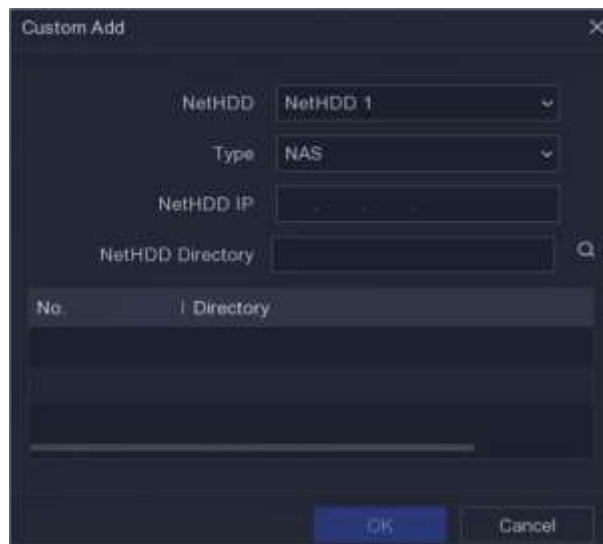 Custom Add
NetHDD NetHDD 1
Type NAS
NetHDD IP . . .
NetHDD Directory
No. Directory
OK Cancel